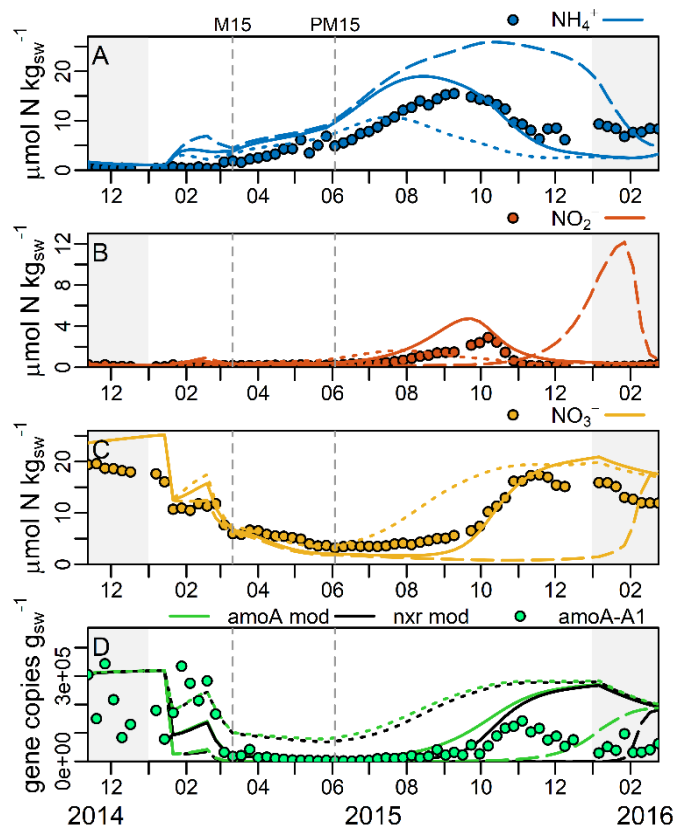 M15 PM15 NH₄⁺
A
µmol N kgsw⁻¹
20
10
0
12 02 04 06 08 10 12 02
NO₂⁻
B
µmol N kgsw⁻¹
12
8
4
0
12 02 04 06 08 10 12 02
NO₃⁻
C
µmol N kgsw⁻¹
20
10
0
12 02 04 06 08 10 12 02
amoA mod nxr mod amoA-A1
D
gene copies gsw⁻¹
3e+05
0e+00
12 02 04 06 08 10 12 02
2014 2015 2016